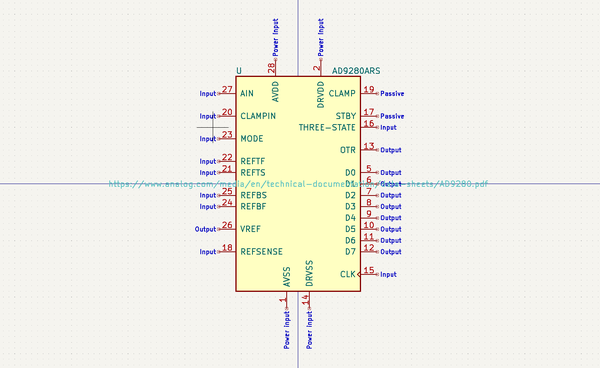 Power Input
Power Input
28
2
U
AD9280ARS
AVDD
DRVDD
Input 27 AIN
CLAMP 19 Passive
Input 20 CLAMPIN
STBY 17 Passive
THREE-STATE 16 Input
Input 23 MODE
OTR 13 Output
Input 22 REFTF
Input 21 REFTS
D0 5 Output
https://www.analog.com/media/en/technical-documentation/data-sheets/AD9280.pdf
D1 6 Output
Input 25 REFBS
D2 7 Output
Input 24 REFBF
D3 8 Output
D4 9 Output
Output 26 VREF
D5 10 Output
D6 11 Output
Input 18 REFSENSE
D7 12 Output
CLK 15 Input
AVSS
DRVSS
1
14
Power Input
Power Input